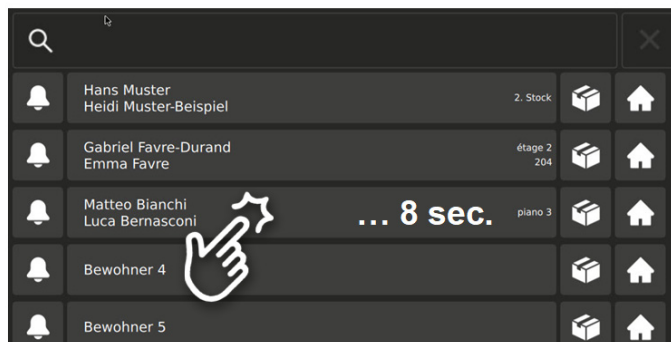 Hans Muster
Heidi Muster-Beispiel
2. Stock
Gabriel Favre-Durand
Emma Favre
étage 2
204
Matteo Bianchi
Luca Bernasconi
... 8 sec.
piano 3
Bewohner 4
Bewohner 5